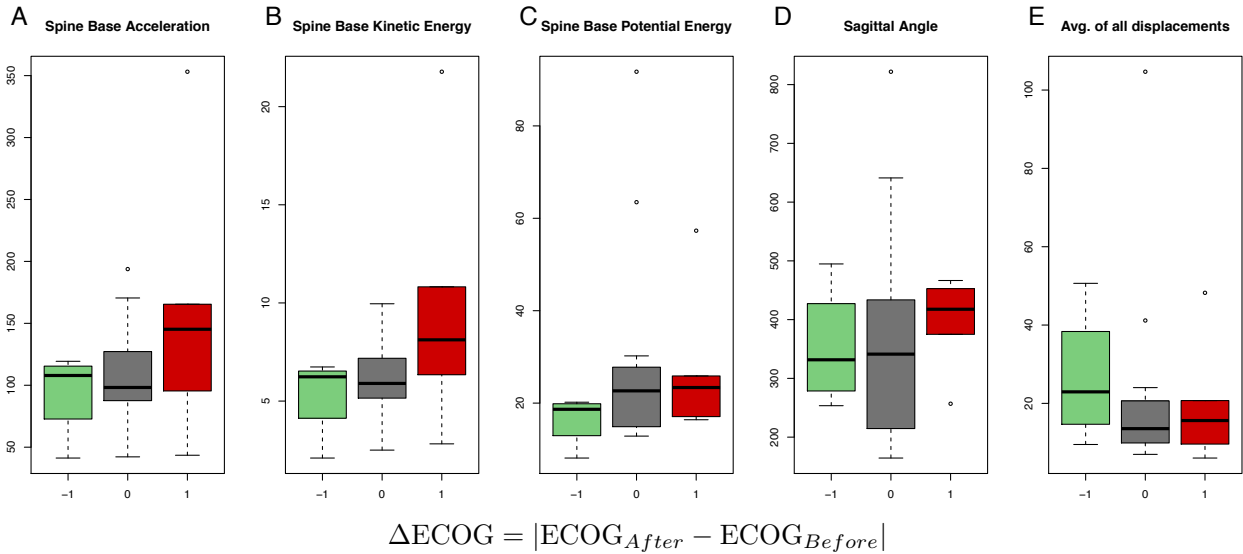 A Spine Base Acceleration
B Spine Base Kinetic Energy
C Spine Base Potential Energy
D Sagittal Angle
E Avg. of all displacements
350
300
250
200
150
100
50
−1 0 1
20
15
10
5
−1 0 1
80
60
40
20
−1 0 1
800
700
600
500
400
300
200
−1 0 1
100
80
60
40
20
−1 0 1
ΔECOG = |ECOG_After − ECOG_Before|